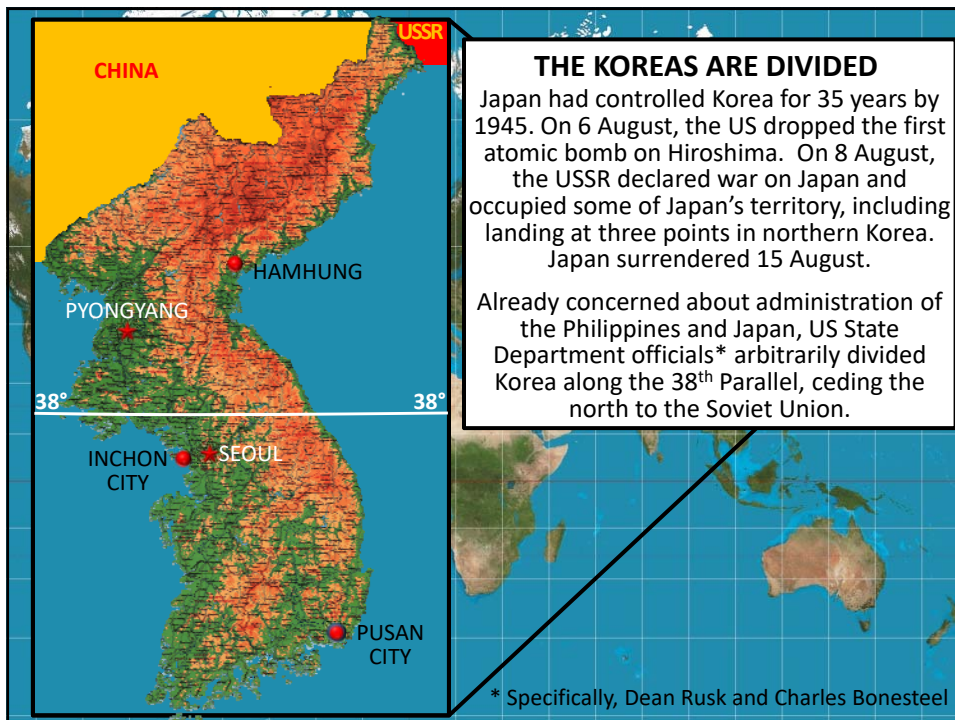 USSR
CHINA
HAMHUNG
PYONGYANG
38°
38°
INCHON
CITY
SEOUL
PUSAN
CITY
THE KOREAS ARE DIVIDED
Japan had controlled Korea for 35 years by
1945. On 6 August, the US dropped the first
atomic bomb on Hiroshima.  On 8 August,
the USSR declared war on Japan and
occupied some of Japan’s territory, including
landing at three points in northern Korea.
Japan surrendered 15 August.
Already concerned about administration of
the Philippines and Japan, US State
Department officials* arbitrarily divided
Korea along the 38th Parallel, ceding the
north to the Soviet Union.
* Specifically, Dean Rusk and Charles Bonesteel